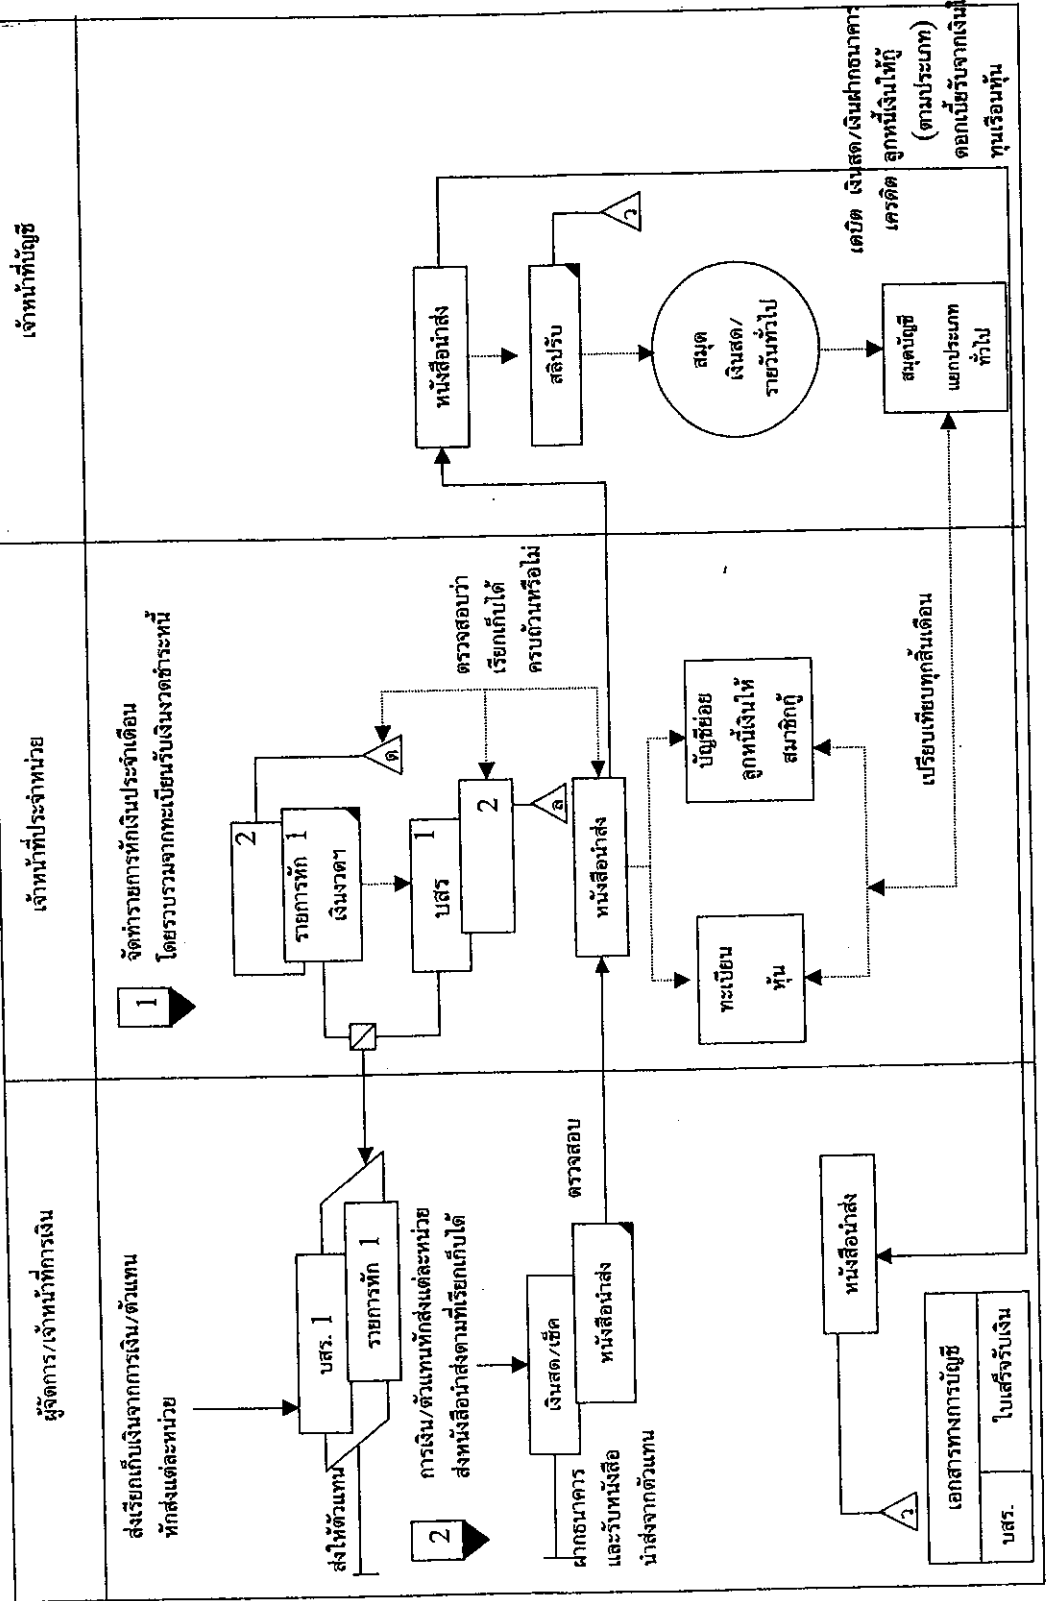 ผู้จัดการ/เจ้าหน้าที่การเงิน
เจ้าหน้าที่ประจำหน่วย
เจ้าหน้าที่บัญชี
ส่งเรียกเก็บเงินจากการเงิน/ตัวแทน
หักส่งแต่ละหน่วย
บสร. 1
รายการหัก 1
ส่งให้ตัวแทน
2
การเงิน/ตัวแทนหักส่งแต่ละหน่วย
ส่งหนังสือนำส่งตามที่เรียกเก็บได้
เงินสด/เช็ค
หนังสือนำส่ง
ฝากธนาคาร
และรับหนังสือ
นำส่งจากตัวแทน
ตรวจสอบ
หนังสือนำส่ง
ว
เอกสารทางการบัญชี
บสร.
ใบเสร็จรับเงิน
1
จัดทำรายการหักเงินประจำเดือน
โดยรวบรวมจากทะเบียนรับเงินงวดชำระหนี้
2
รายการหัก 1
เงินงวดฯ
ด
บสร 1
2
ล
ตรวจสอบว่า
เรียกเก็บได้
ครบถ้วนหรือไม่
หนังสือนำส่ง
ทะเบียน
หุ้น
บัญชีย่อย
ลูกหนี้เงินให้
สมาชิกกู้
เปรียบเทียบทุกสิ้นเดือน
หนังสือนำส่ง
สลิปรับ
ว
สมุด
เงินสด/
รายวันทั่วไป
สมุดบัญชี
แยกประเภท
ทั่วไป
เดบิต เงินสด/เงินฝากธนาคาร
เครดิต ลูกหนี้เงินให้กู้
(ตามประเภท)
ดอกเบี้ยรับจากเงิน
ทุนเรือนหุ้น